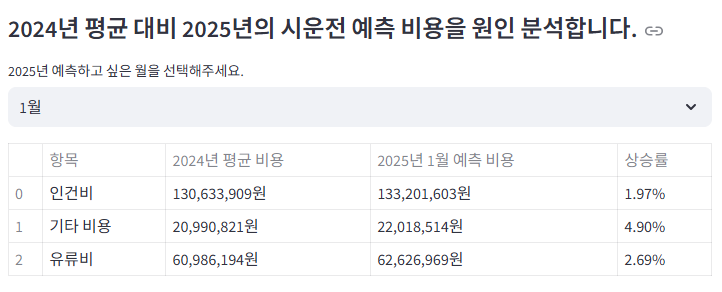 2024년 평균 대비 2025년의 시운전 예측 비용을 원인 분석합니다.
2025년 예측하고 싶은 월을 선택해주세요.
1월
항목 2024년 평균 비용 2025년 1월 예측 비용 상승률
0 인건비 130,633,909원 133,201,603원 1.97%
1 기타 비용 20,990,821원 22,018,514원 4.90%
2 유류비 60,986,194원 62,626,969원 2.69%